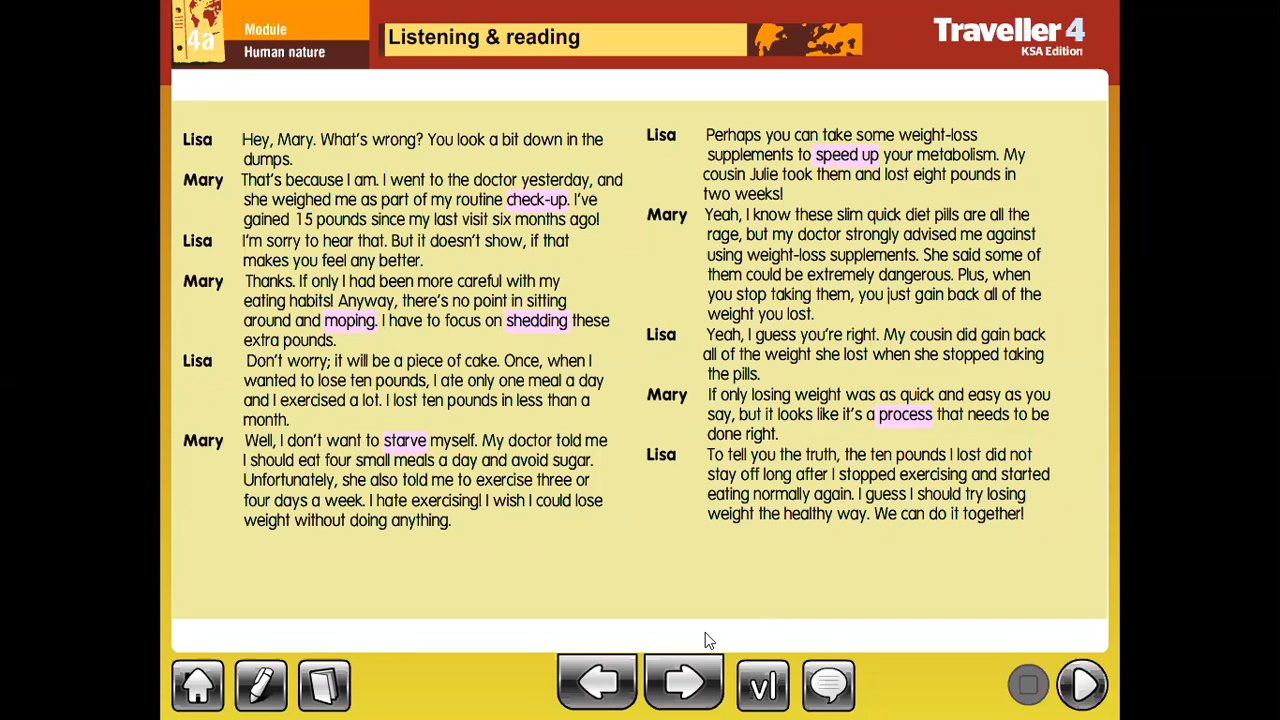 4a
Module
Human nature
Listening & reading
Traveller 4
KSA Edition
Lisa Hey, Mary. What's wrong? You look a bit down in the
dumps.
Mary That's because I am. I went to the doctor yesterday, and
she weighed me as part of my routine check-up. I've
gained 15 pounds since my last visit six months ago!
Lisa I'm sorry to hear that. But it doesn't show, if that
makes you feel any better.
Mary Thanks. If only I had been more careful with my
eating habits! Anyway, there's no point in sitting
around and moping. I have to focus on shedding these
extra pounds.
Lisa Don't worry; it will be a piece of cake. Once, when I
wanted to lose ten pounds, I ate only one meal a day
and I exercised a lot. I lost ten pounds in less than a
month.
Mary Well, I don't want to starve myself. My doctor told me
I should eat four small meals a day and avoid sugar.
Unfortunately, she also told me to exercise three or
four days a week. I hate exercising! I wish I could lose
weight without doing anything.
Lisa Perhaps you can take some weight-loss
supplements to speed up your metabolism. My
cousin Julie took them and lost eight pounds in
two weeks!
Mary Yeah, I know these slim quick diet pills are all the
rage, but my doctor strongly advised me against
using weight-loss supplements. She said some of
them could be extremely dangerous. Plus, when
you stop taking them, you just gain back all of the
weight you lost.
Lisa Yeah, I guess you're right. My cousin did gain back
all of the weight she lost when she stopped taking
the pills.
Mary If only losing weight was as quick and easy as you
say, but it looks like it's a process that needs to be
done right.
Lisa To tell you the truth, the ten pounds I lost did not
stay off long after I stopped exercising and started
eating normally again. I guess I should try losing
weight the healthy way. We can do it together!
vl